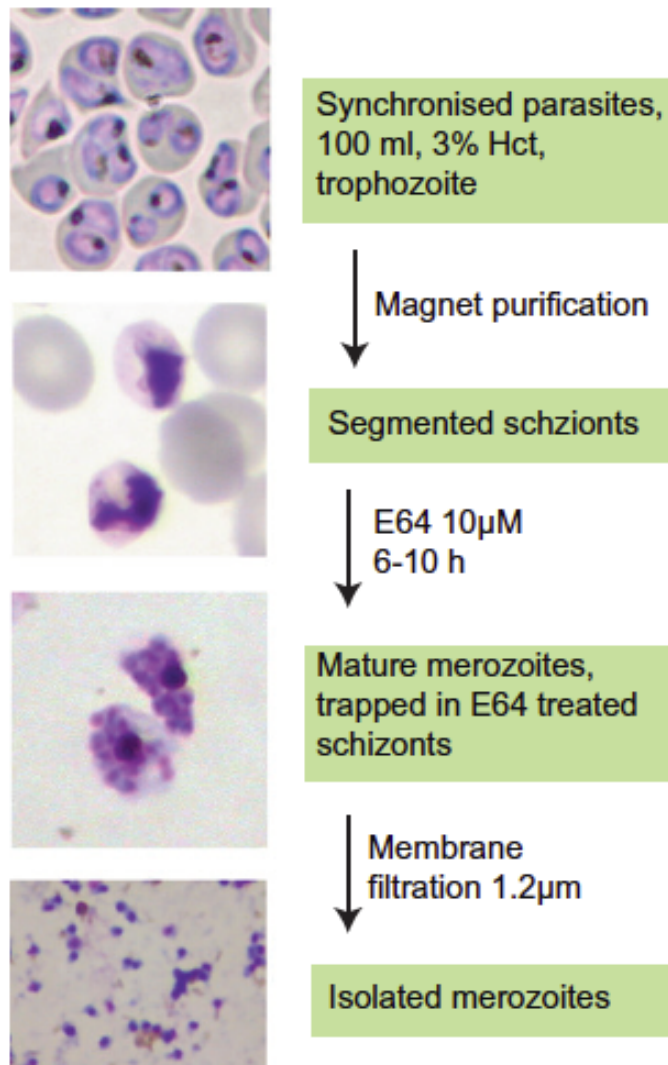 Synchronised parasites,
100 ml, 3% Hct,
trophozoite
Magnet purification
Segmented schzionts
E64 10µM
6-10 h
Mature merozoites,
trapped in E64 treated
schizonts
Membrane
filtration 1.2µm
Isolated merozoites